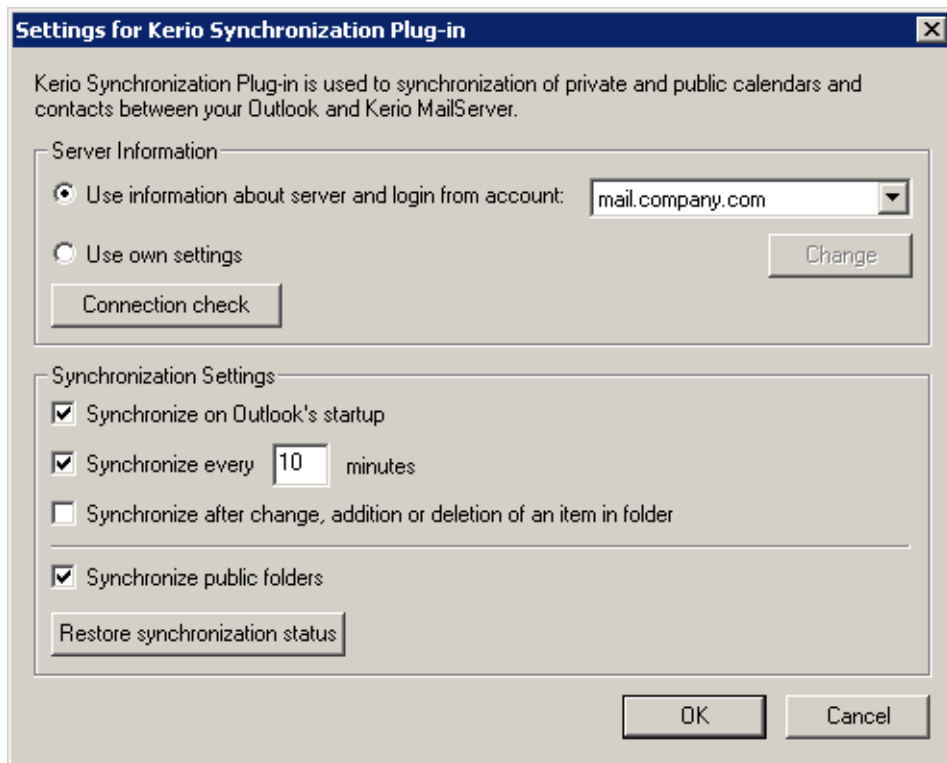 Settings for Kerio Synchronization Plug-in
Kerio Synchronization Plug-in is used to synchronization of private and public calendars and
contacts between your Outlook and Kerio MailServer.
Server Information
Use information about server and login from account: mail.company.com
Use own settings Change
Connection check
Synchronization Settings
Synchronize on Outlook's startup
Synchronize every 10 minutes
Synchronize after change, addition or deletion of an item in folder
Synchronize public folders
Restore synchronization status
OK Cancel